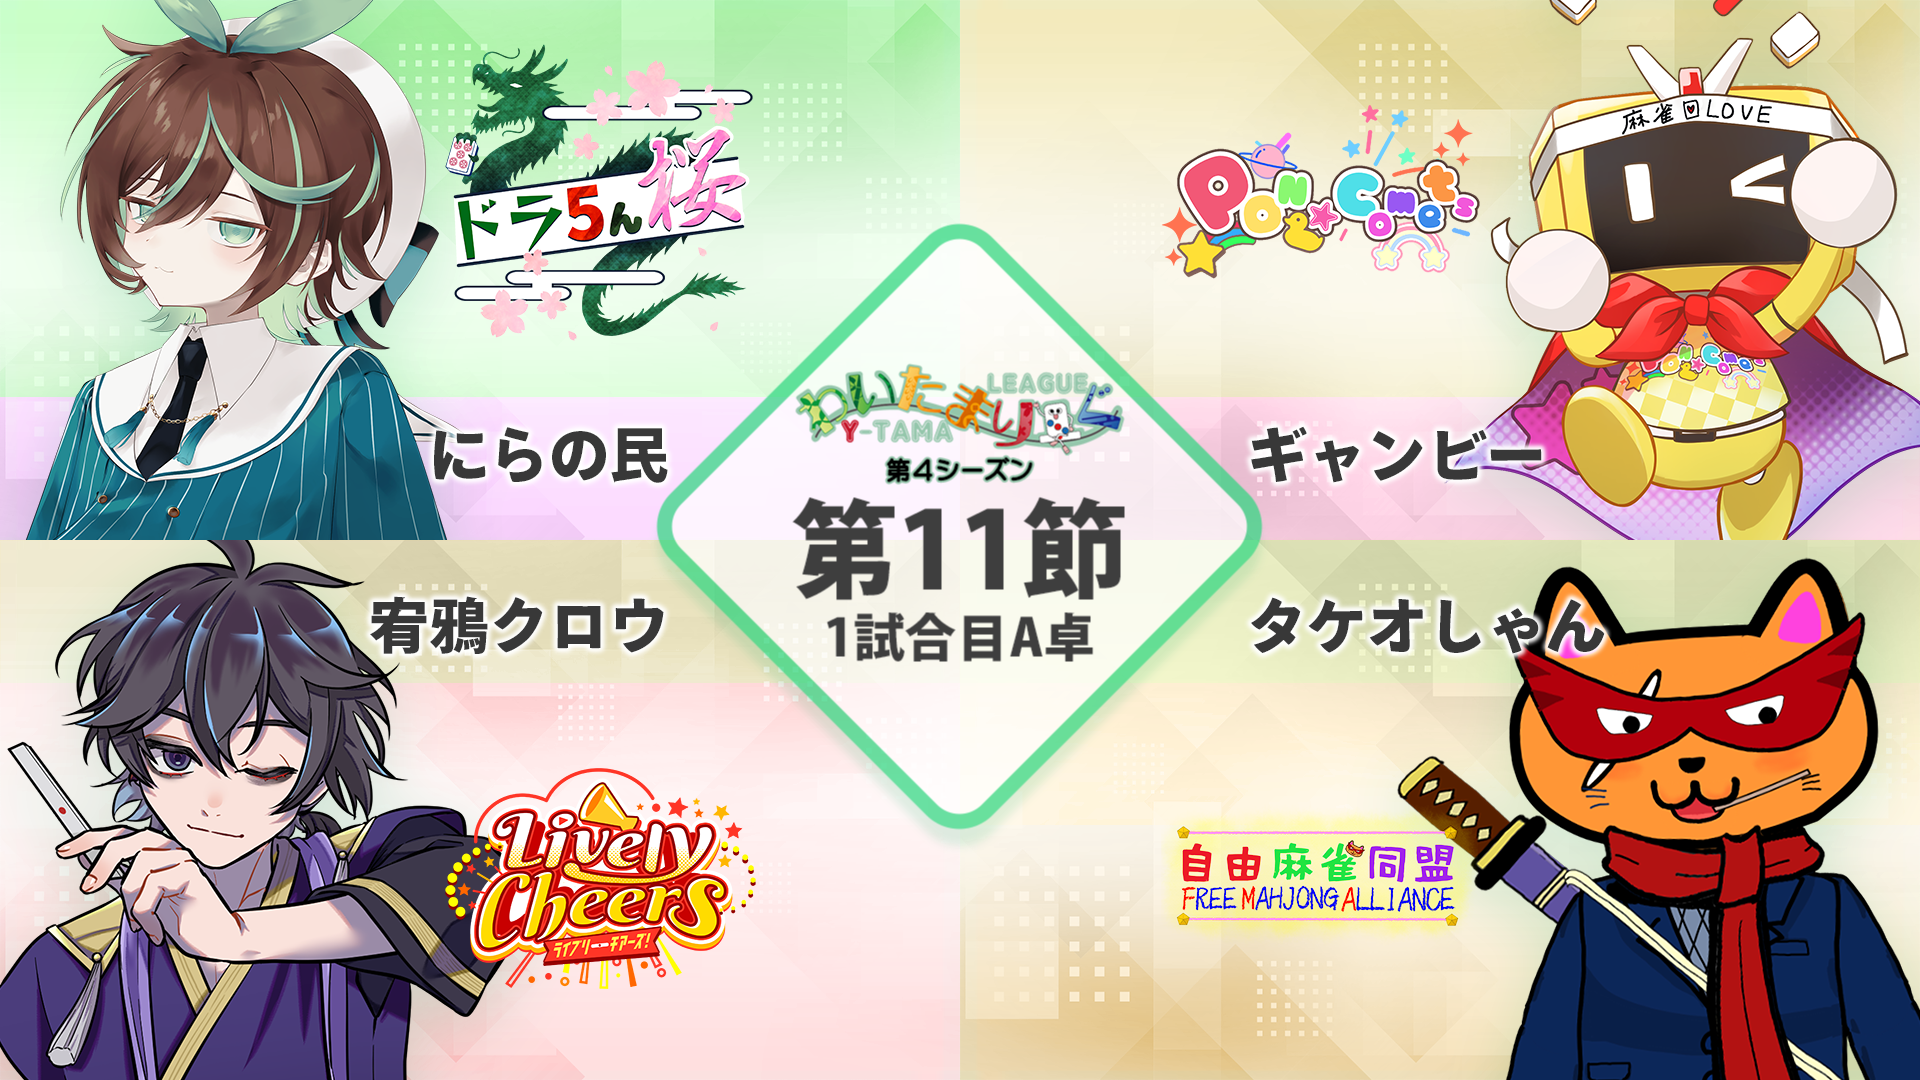 ドラ5ん桜
にらの民
麻雀LOVE
Pon☆Comets
Pon☆Comets
ギャンビー
わいたまりーぐ
LEAGUE
Y-TAMA
第4シーズン
第11節
1試合目A卓
宥鴉クロウ
Lively
Cheers
ライブリーチアーズ!
タケオしゃん
自由麻雀同盟
FREE MAHJONG ALLIANCE